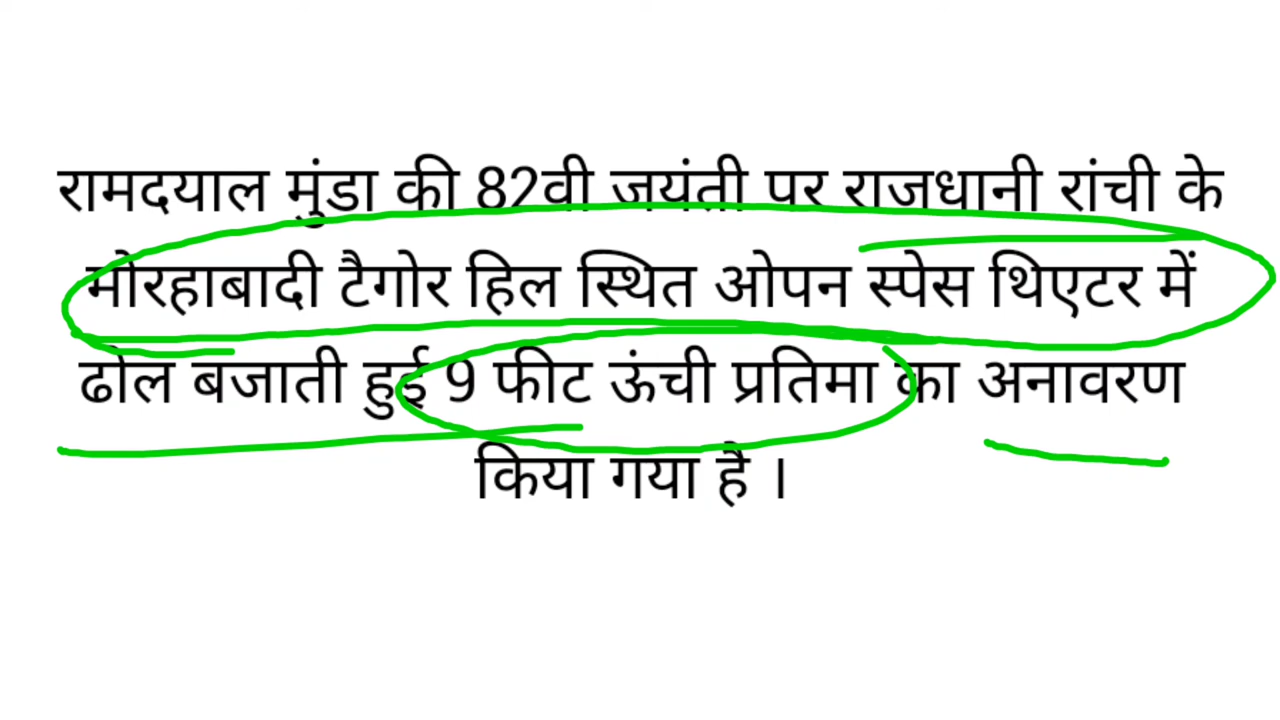 रामदयाल मुंडा की 82वी जयंती पर राजधानी रांची के
मोरहाबादी टैगोर हिल स्थित ओपन स्पेस थिएटर में
ढोल बजाती हुई 9 फीट ऊंची प्रतिमा का अनावरण
किया गया है ।